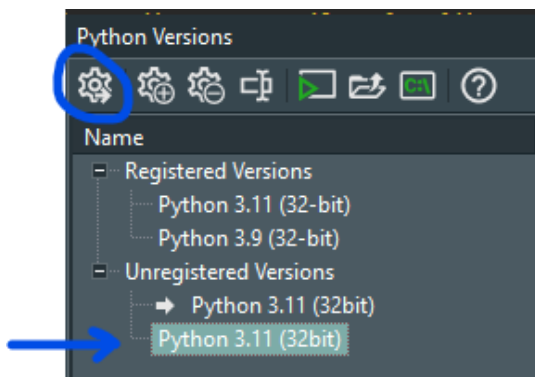 Python Versions
C:\
Name
Registered Versions
Python 3.11 (32-bit)
Python 3.9 (32-bit)
Unregistered Versions
Python 3.11 (32bit)
Python 3.11 (32bit)